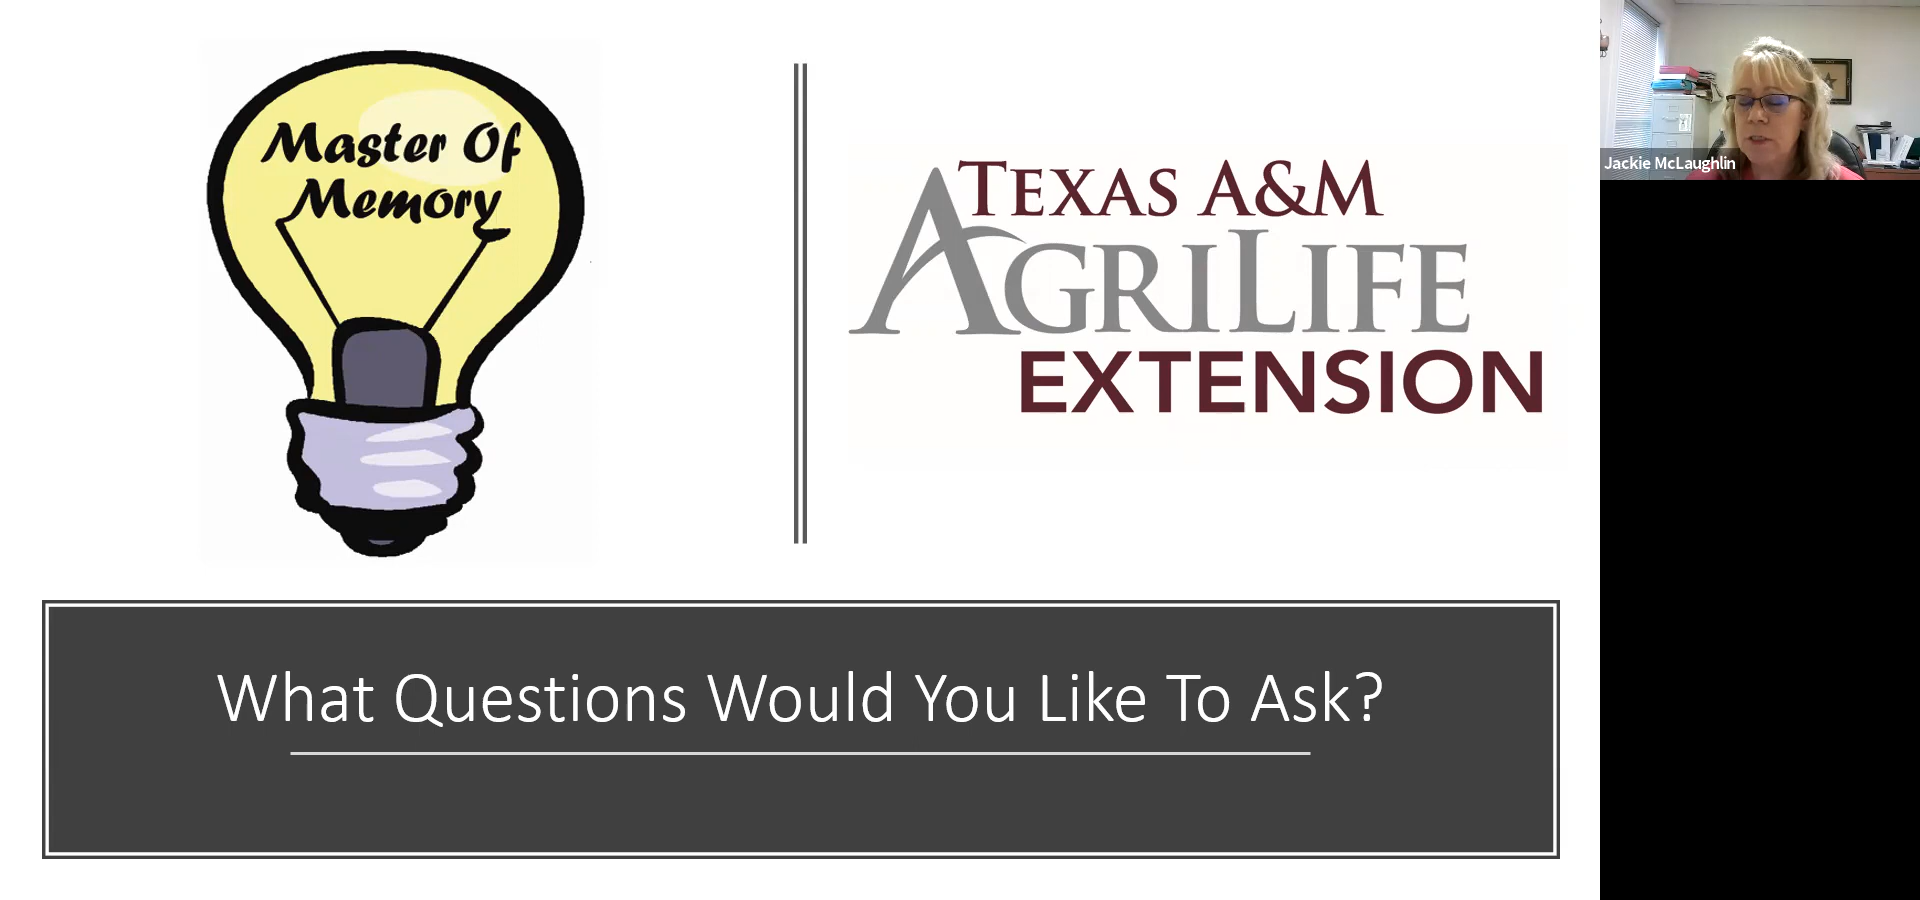 Master Of
Memory
TEXAS A&M
AGRILIFE
EXTENSION
Jackie McLaughlin
What Questions Would You Like To Ask?